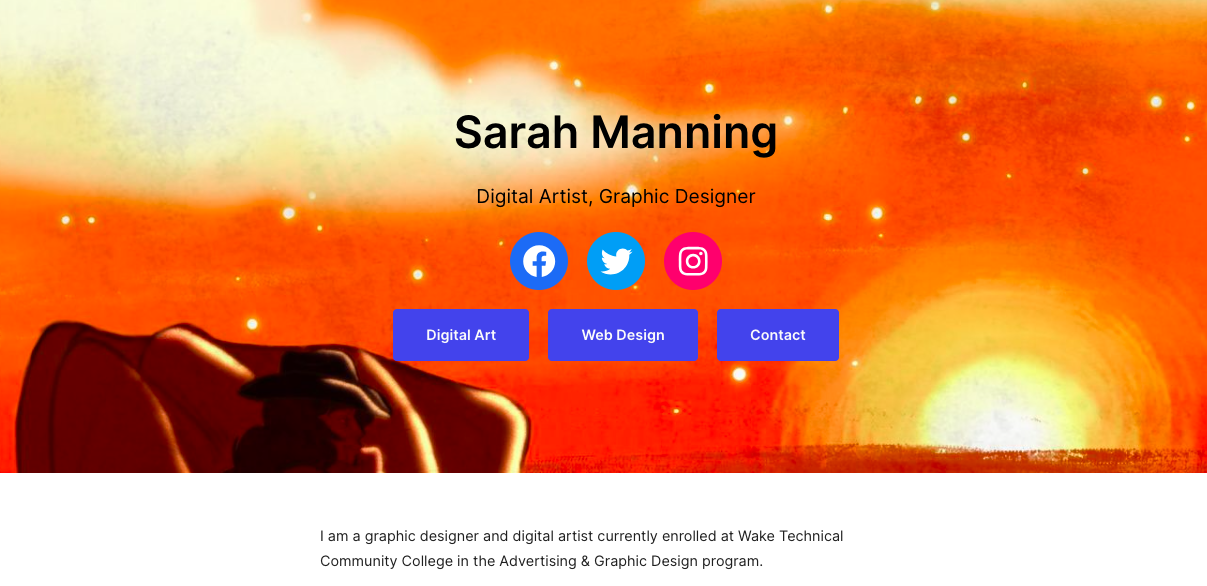 Sarah Manning
Digital Artist, Graphic Designer
Digital Art
Web Design
Contact
I am a graphic designer and digital artist currently enrolled at Wake Technical
Community College in the Advertising & Graphic Design program.